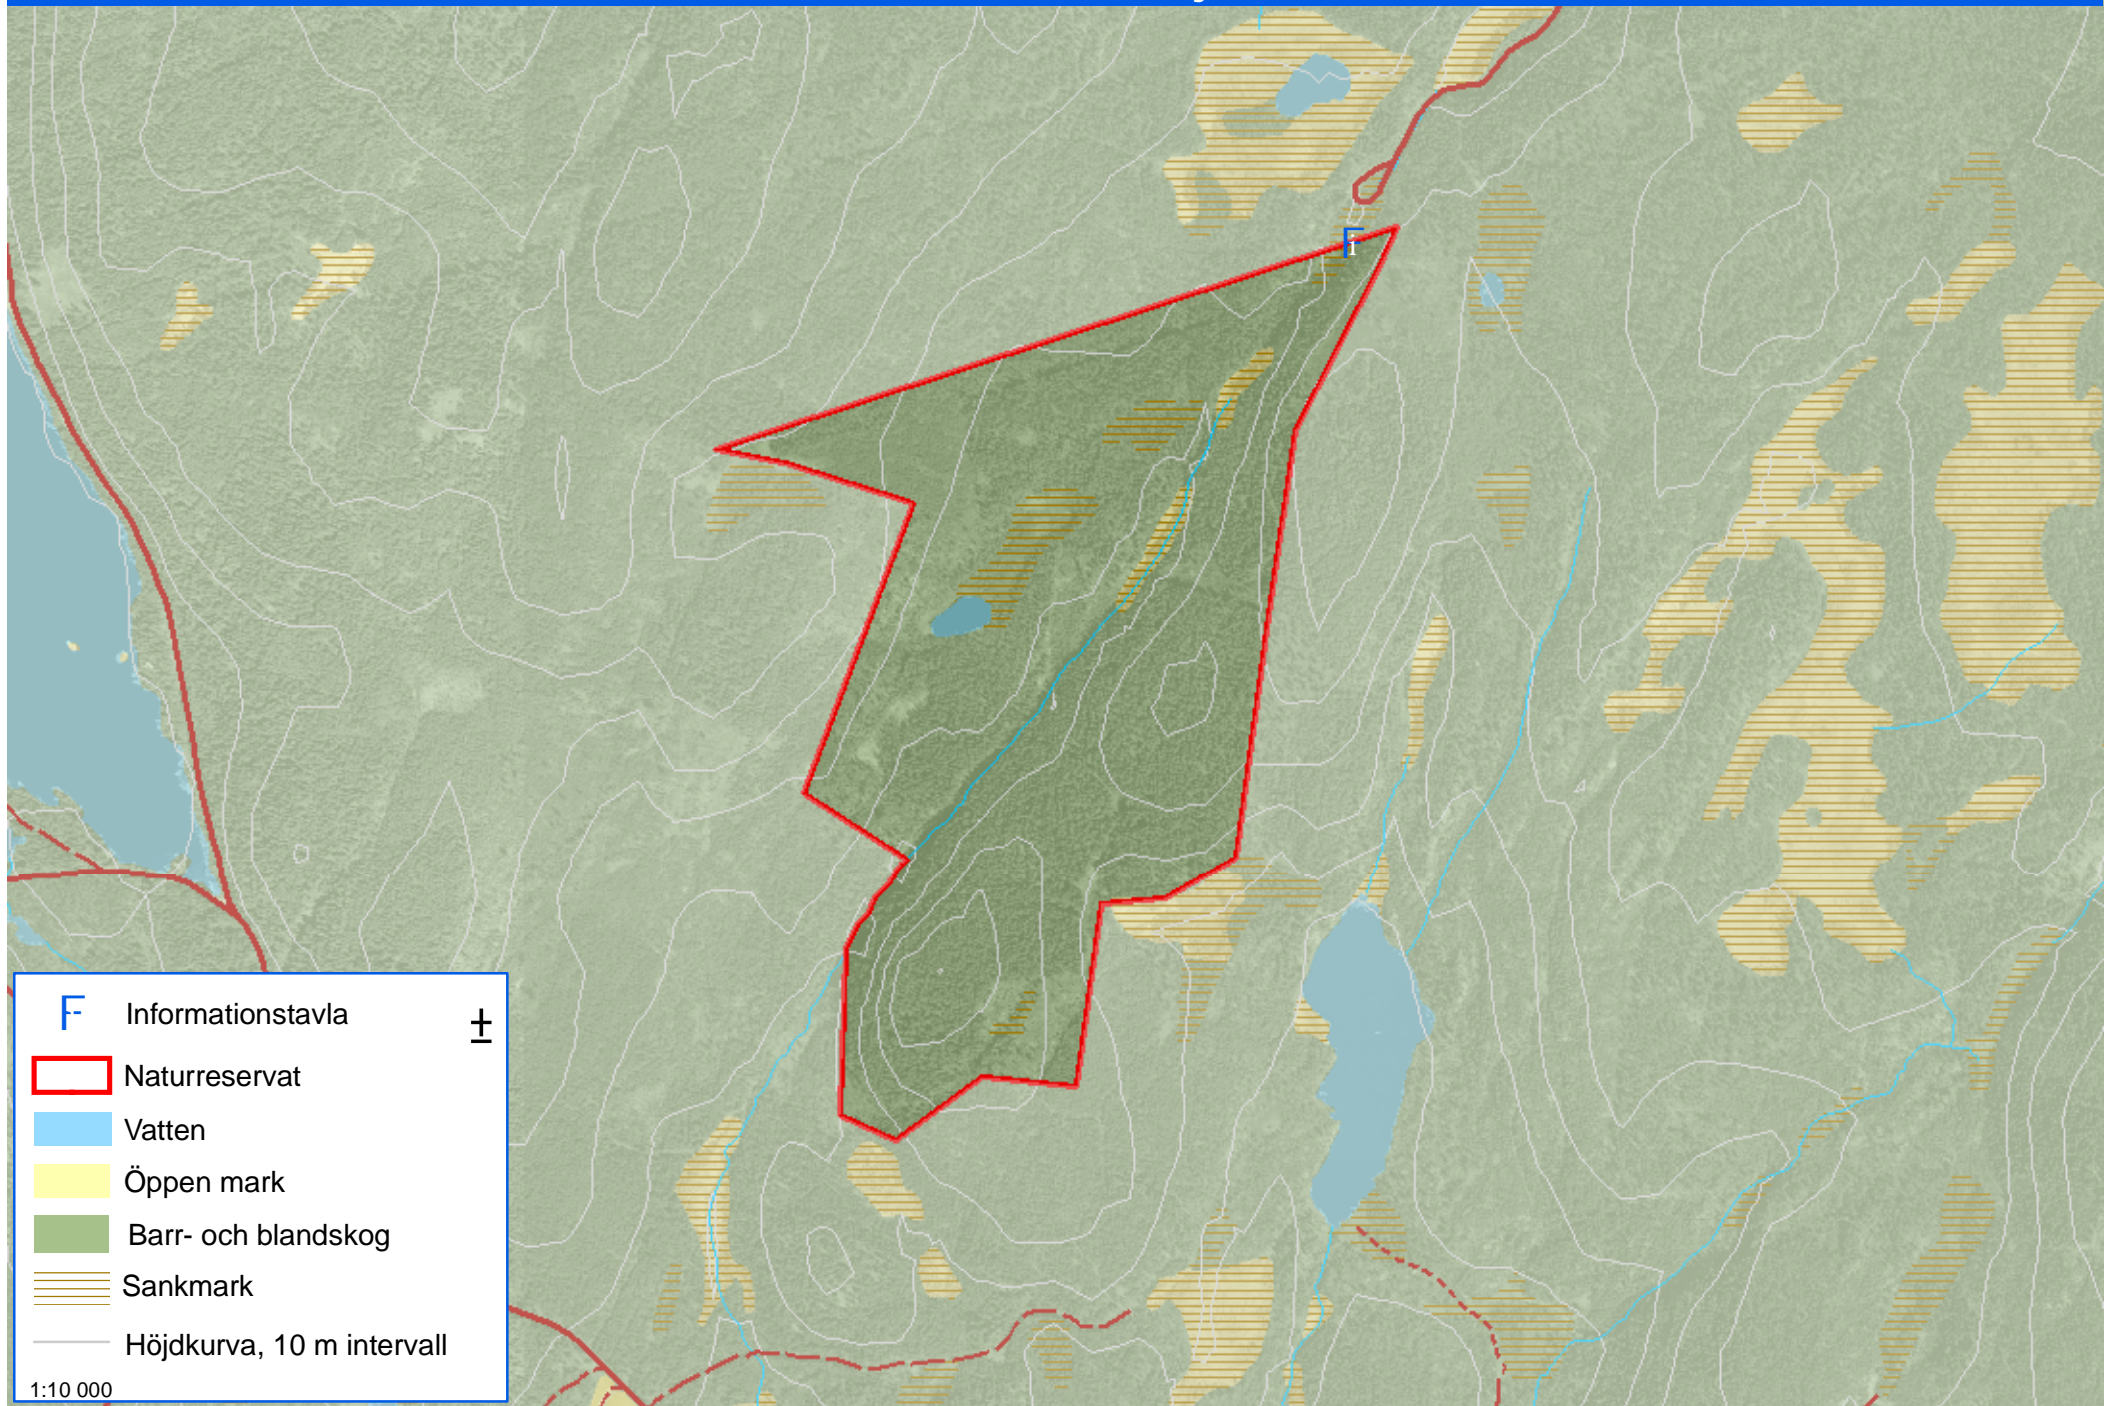 i
Informationstavla
±
Naturreservat
Vatten
Öppen mark
Barr- och blandskog
Sankmark
Höjdkurva, 10 m intervall
1:10 000